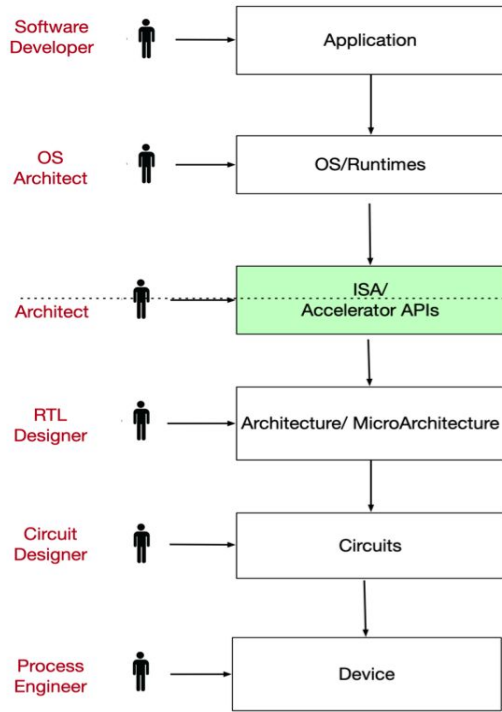 Software
Developer
Application
OS
Architect
OS/Runtimes
Architect
ISA/
Accelerator APIs
RTL
Designer
Architecture/ MicroArchitecture
Circuit
Designer
Circuits
Process
Engineer
Device